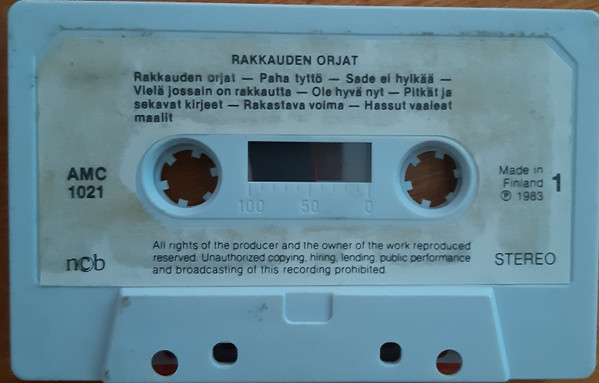 RAKKAUDEN ORJAT
Rakkauden orjat — Paha tyttö — Sade ei hylkää —
Vielä jossain on rakkautta — Ole hyvä nyt — Pitkät ja
sekavat kirjeet — Rakastava voima — Hassut vaaleat
maalit
AMC
1021
Made in
Finland
℗ 1983
1
100 50 0
ncb
All rights of the producer and the owner of the work reproduced
reserved. Unauthorized copying, hiring, lending, public performance
and broadcasting of this recording prohibited.
STEREO